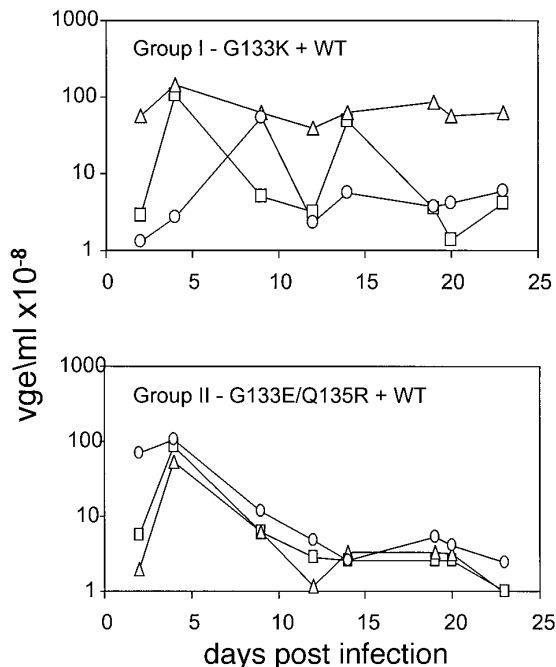 1000
Group I - G133K + WT
100
10
1
0 5 10 15 20 25
vge\ml x10-8
1000
Group II - G133E/Q135R + WT
100
10
1
0 5 10 15 20 25
days post infection